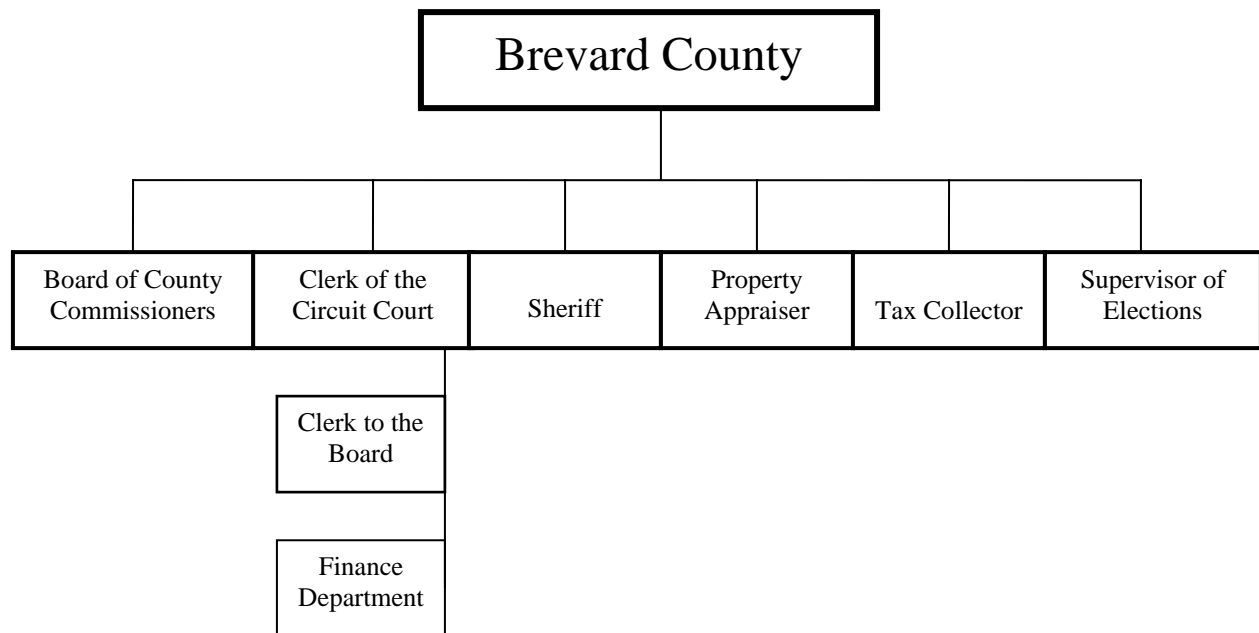 Brevard County
Board of County
Commissioners
Clerk of the
Circuit Court
Sheriff
Property
Appraiser
Tax Collector
Supervisor of
Elections
Clerk to the
Board
Finance
Department